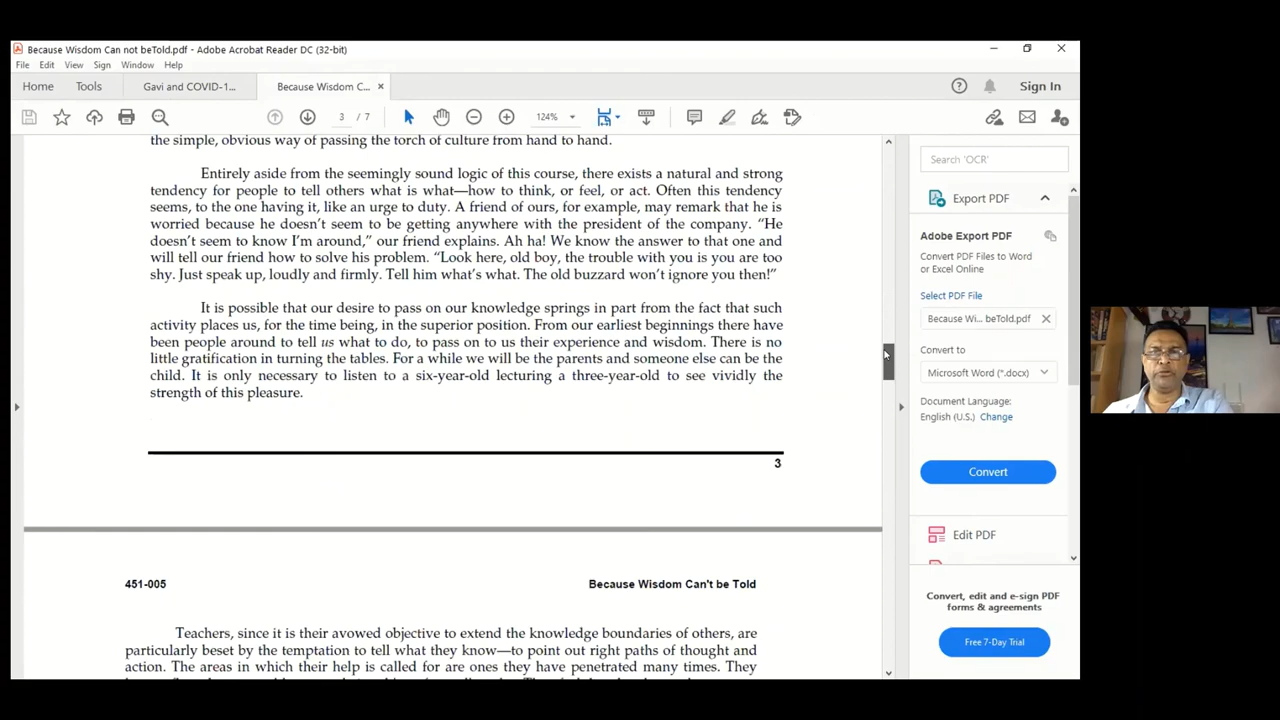 Because Wisdom Can not beTold.pdf - Adobe Acrobat Reader DC (32-bit)
File Edit View Sign Window Help
Home Tools Gavi and COVID-1... Because Wisdom C... × Sign In
3 / 7 124%
the simple, obvious way of passing the torch of culture from hand to hand.
Entirely aside from the seemingly sound logic of this course, there exists a natural and strong
tendency for people to tell others what is what—how to think, or feel, or act. Often this tendency
seems, to the one having it, like an urge to duty. A friend of ours, for example, may remark that he is
worried because he doesn't seem to be getting anywhere with the president of the company. “He
doesn't seem to know I'm around,” our friend explains. Ah ha! We know the answer to that one and
will tell our friend how to solve his problem. “Look here, old boy, the trouble with you is you are too
shy. Just speak up, loudly and firmly. Tell him what's what. The old buzzard won't ignore you then!”
It is possible that our desire to pass on our knowledge springs in part from the fact that such
activity places us, for the time being, in the superior position. From our earliest beginnings there have
been people around to tell us what to do, to pass on to us their experience and wisdom. There is no
little gratification in turning the tables. For a while we will be the parents and someone else can be the
child. It is only necessary to listen to a six-year-old lecturing a three-year-old to see vividly the
strength of this pleasure.
3
451-005 Because Wisdom Can't be Told
Teachers, since it is their avowed objective to extend the knowledge boundaries of others, are
particularly beset by the temptation to tell what they know—to point out right paths of thought and
action. The areas in which their help is called for are ones they have penetrated many times. They
Search 'OCR'
Export PDF
Adobe Export PDF
Convert PDF Files to Word
or Excel Online
Select PDF File
Because Wi... beTold.pdf
Convert to
Microsoft Word (*.docx)
Document Language:
English (U.S.) Change
Convert
Edit PDF
Convert, edit and e-sign PDF
forms & agreements
Free 7-Day Trial